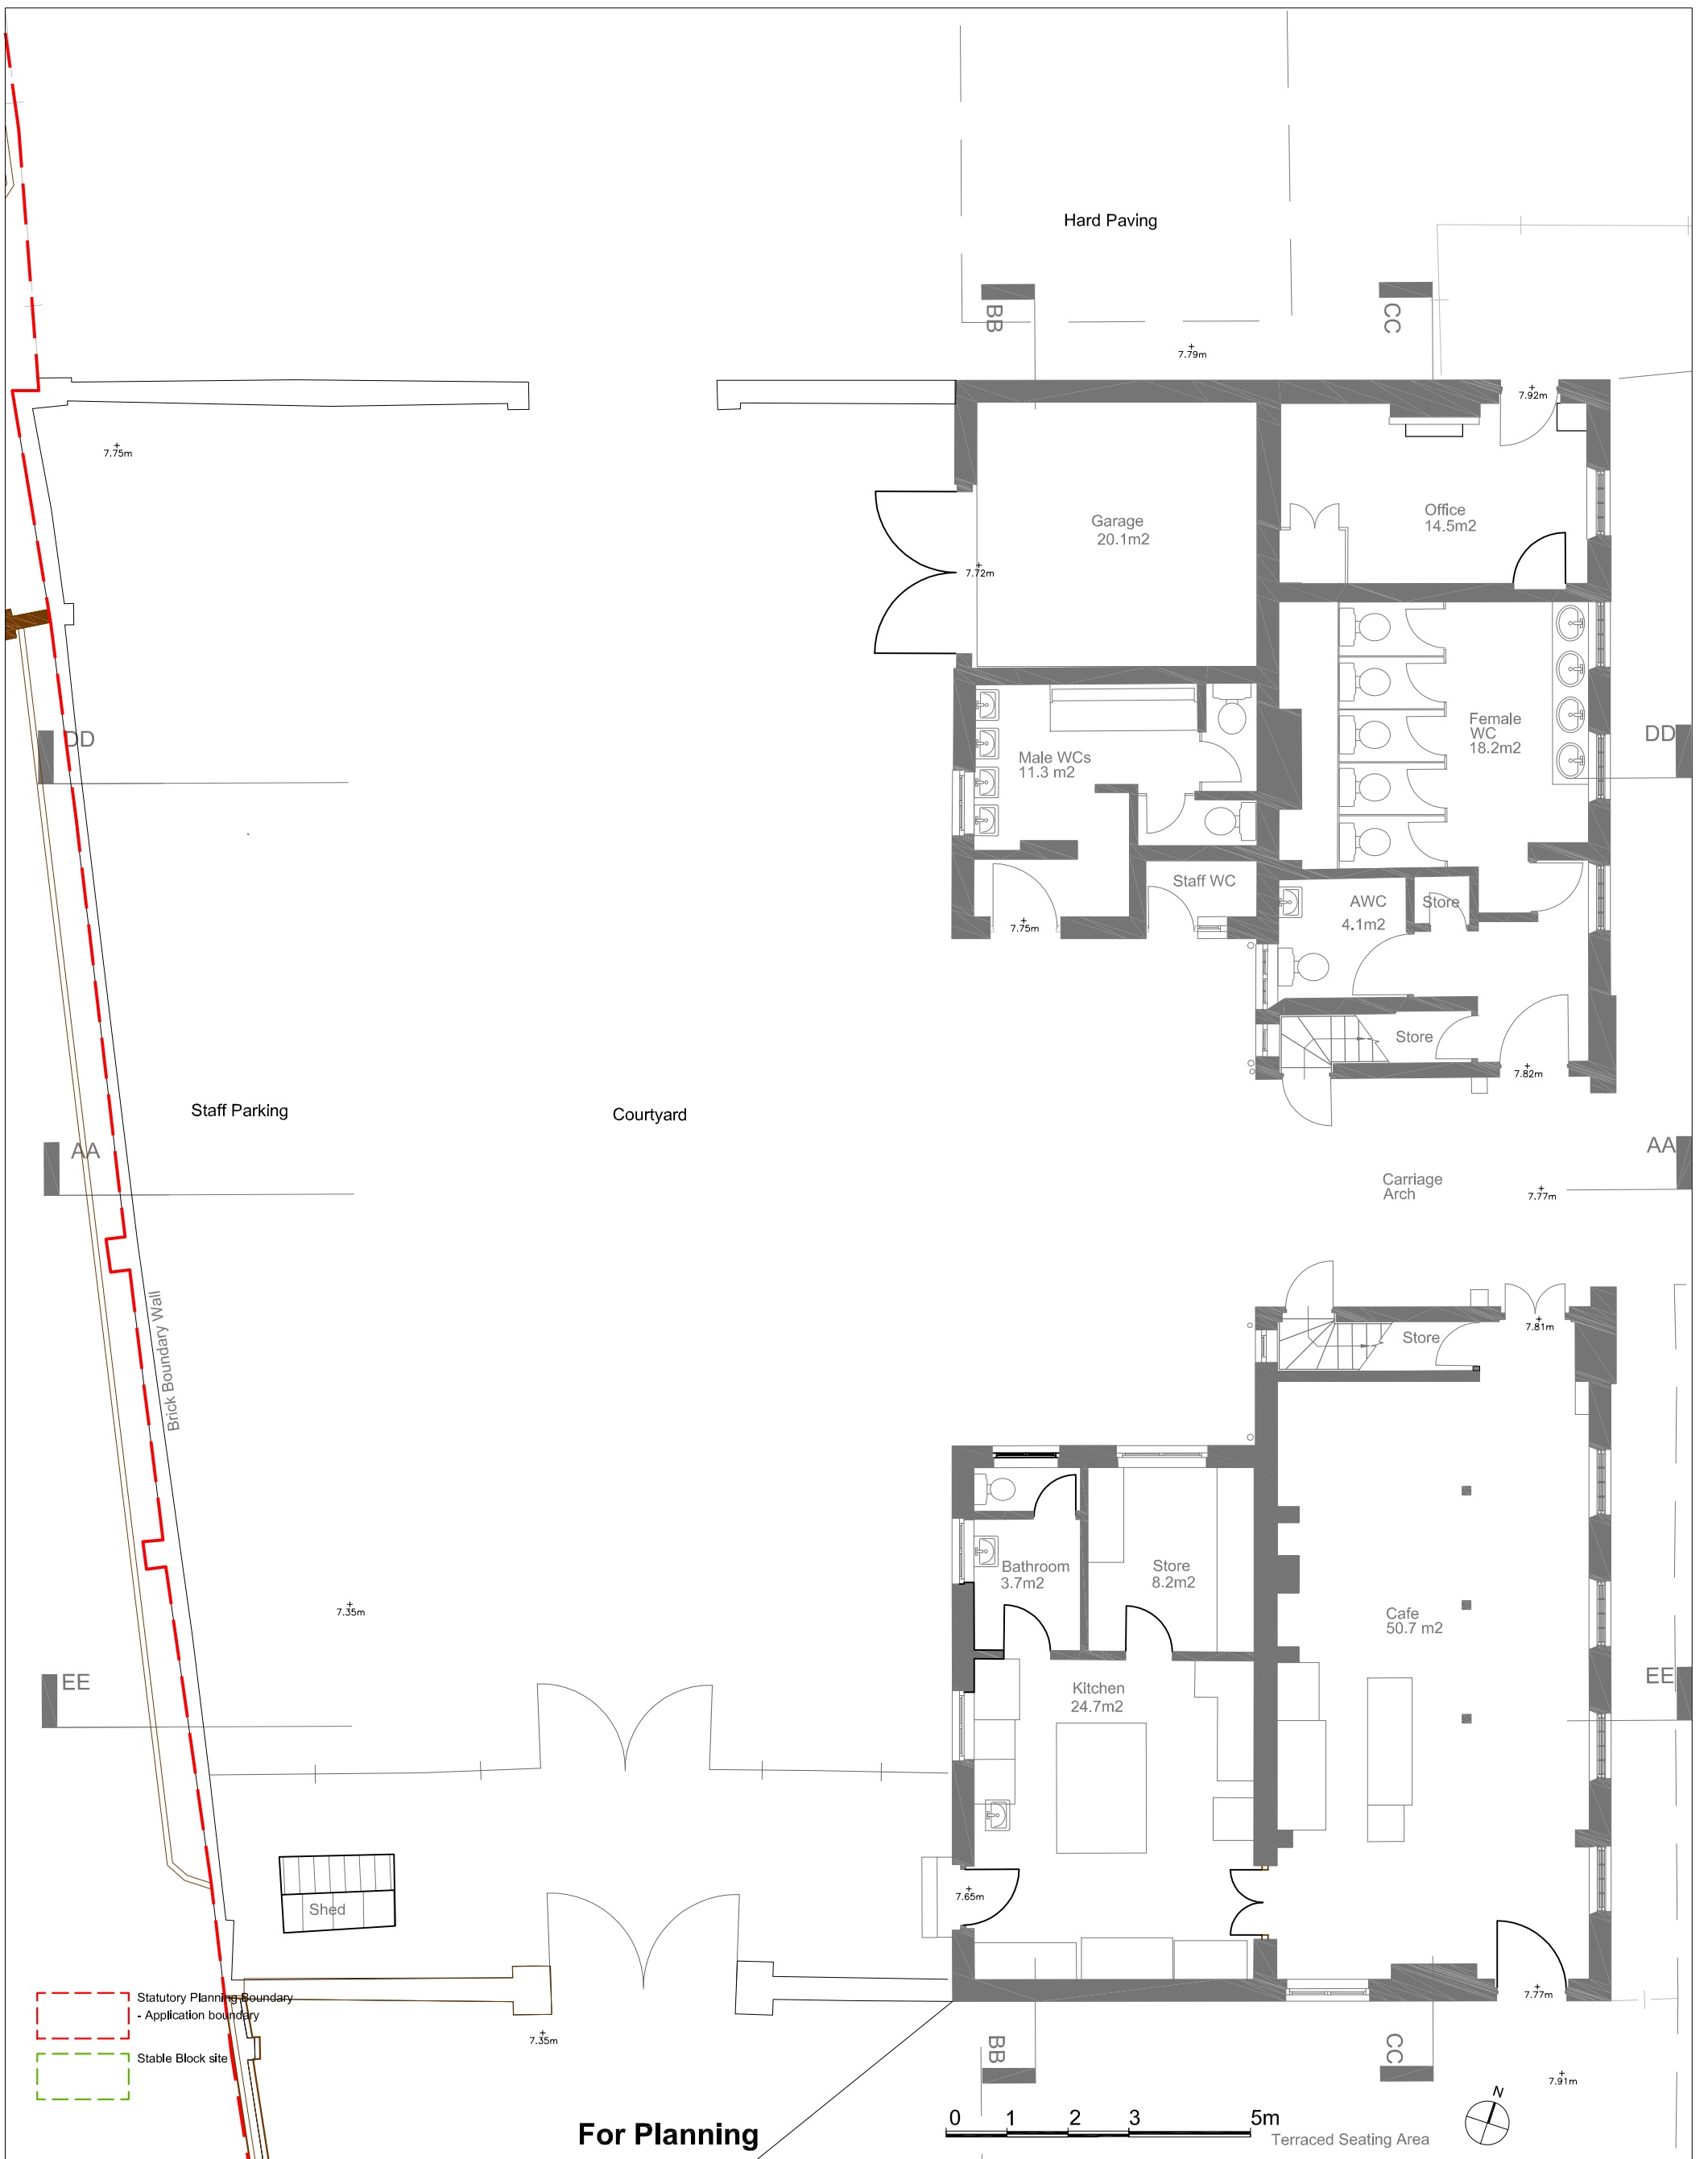 Hard Paving
BB
CC
7.79m
7.92m
7.75m
Garage
20.1m2
Office
14.5m2
7.72m
DD
Male WCs
11.3 m2
Female
WC
18.2m2
DD
Staff WC
AWC
4.1m2
Store
7.75m
Store
7.82m
Staff Parking
Courtyard
AA
AA
Carriage
Arch
7.77m
Brick Boundary Wall
Store
7.81m
Bathroom
3.7m2
Store
8.2m2
Cafe
50.7 m2
7.35m
EE
EE
KItchen
24.7m2
7.65m
Shed
Statutory Planning Boundary
- Application boundary
7.77m
7.35m
Stable Block site
BB
CC
7.91m
For Planning
0 1 2 3 5m
Terraced Seating Area
N